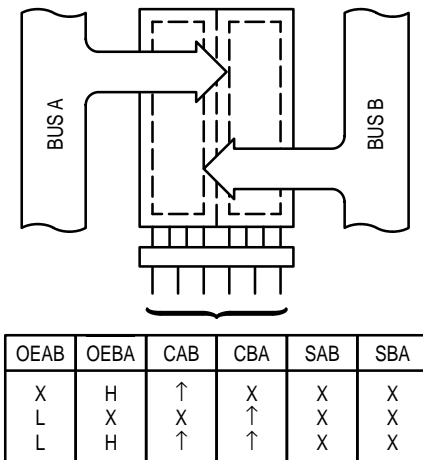 BUS A
BUS B
OEAB OEBA CAB CBA SAB SBA
X H ↑ X X X
L X X ↑ X X
L H ↑ ↑ X X